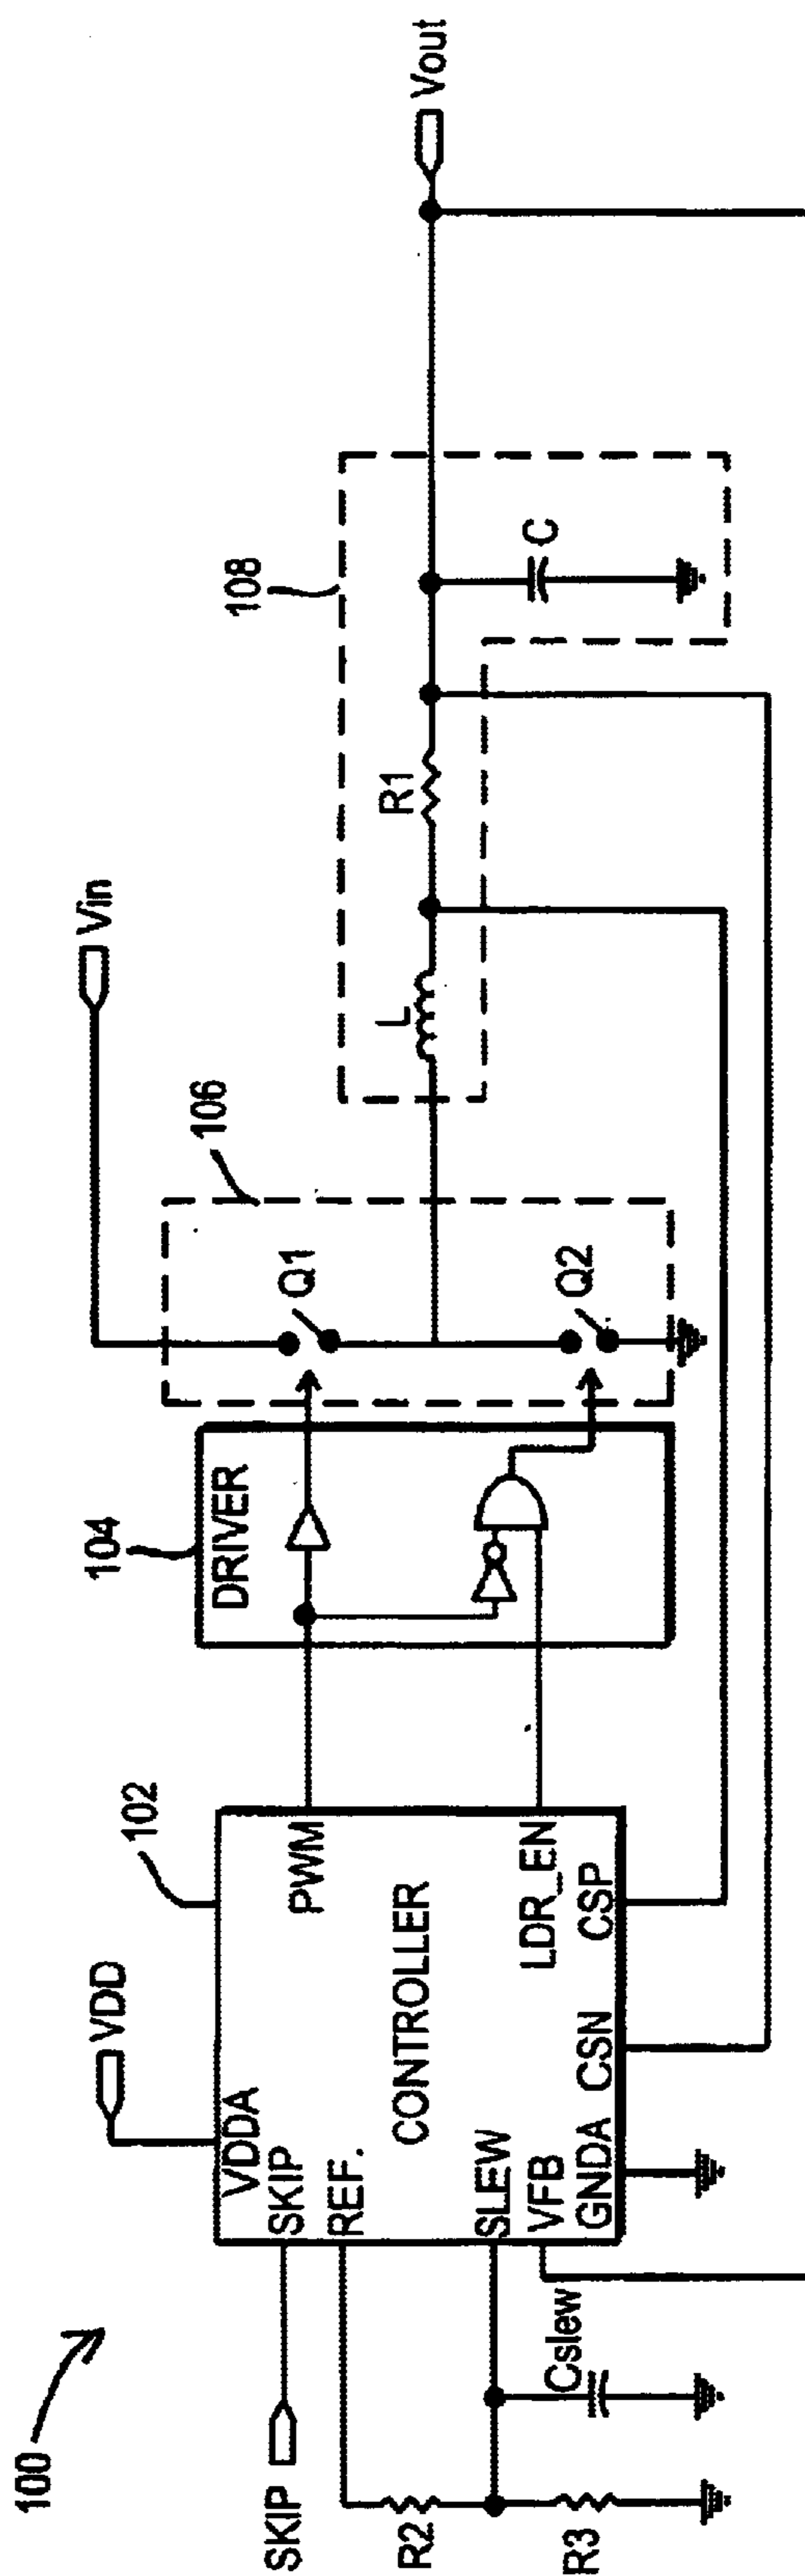 100
SKIP
R2
R3
Cslew
VDD
102
VDDA
SKIP
REF.
SLEW
VFB
GNDA
CSN
CSP
CONTROLLER
PWM
LDR_EN
104
DRIVER
106
Q1
Q2
Vin
108
L
R1
C
Vout